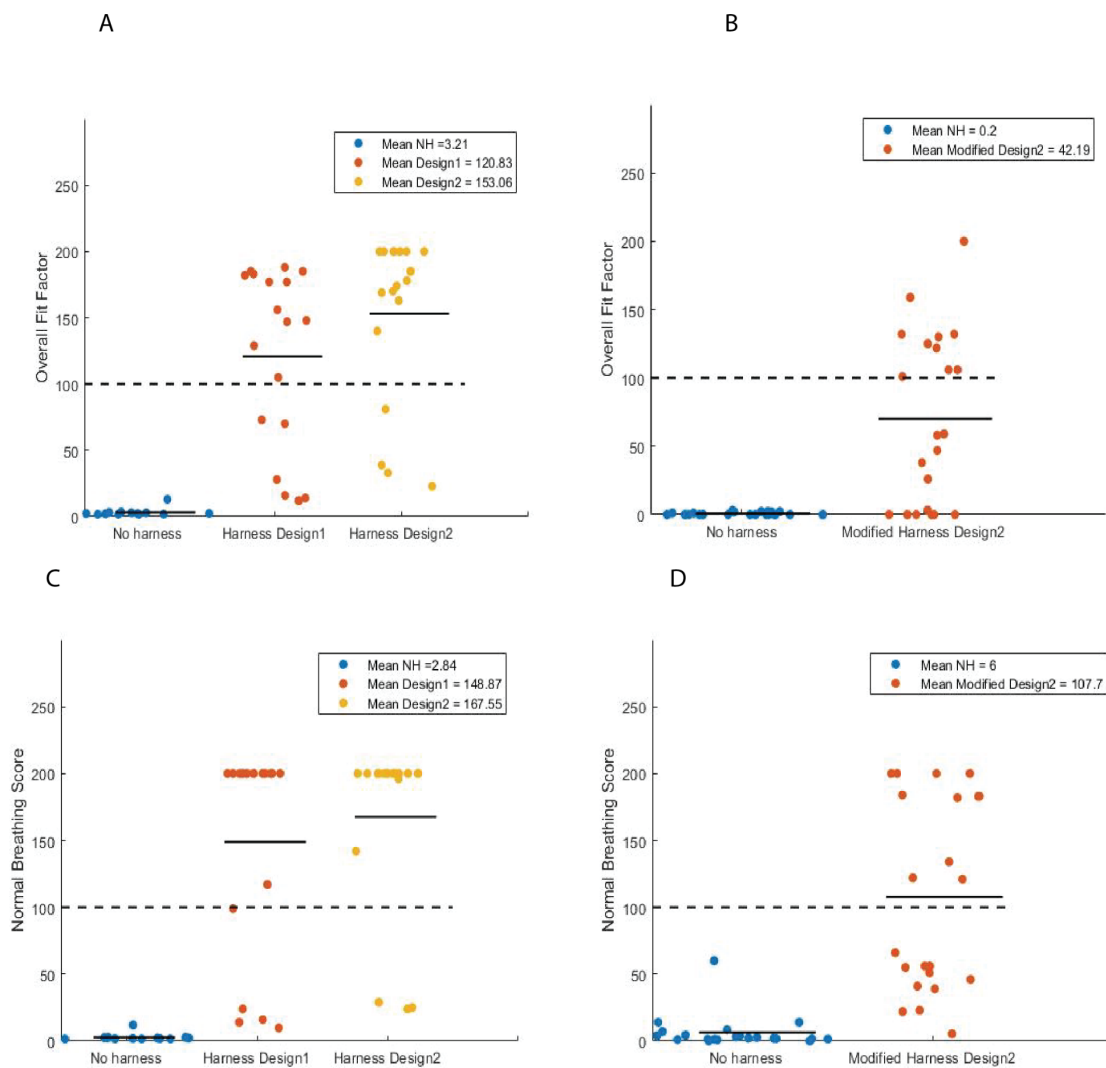 A
Mean NH =3.21
Mean Design1 = 120.83
Mean Design2 = 153.06
Overall Fit Factor
250
200
150
100
50
0
No harness
Harness Design1
Harness Design2
B
Mean NH = 0.2
Mean Modified Design2 = 42.19
Overall Fit Factor
250
200
150
100
50
0
No harness
Modified Harness Design2
C
Mean NH =2.84
Mean Design1 = 148.87
Mean Design2 = 167.55
Normal Breathing Score
250
200
150
100
50
0
No harness
Harness Design1
Harness Design2
D
Mean NH = 6
Mean Modified Design2 = 107.7
Normal Breathing Score
250
200
150
100
50
0
No harness
Modified Harness Design2